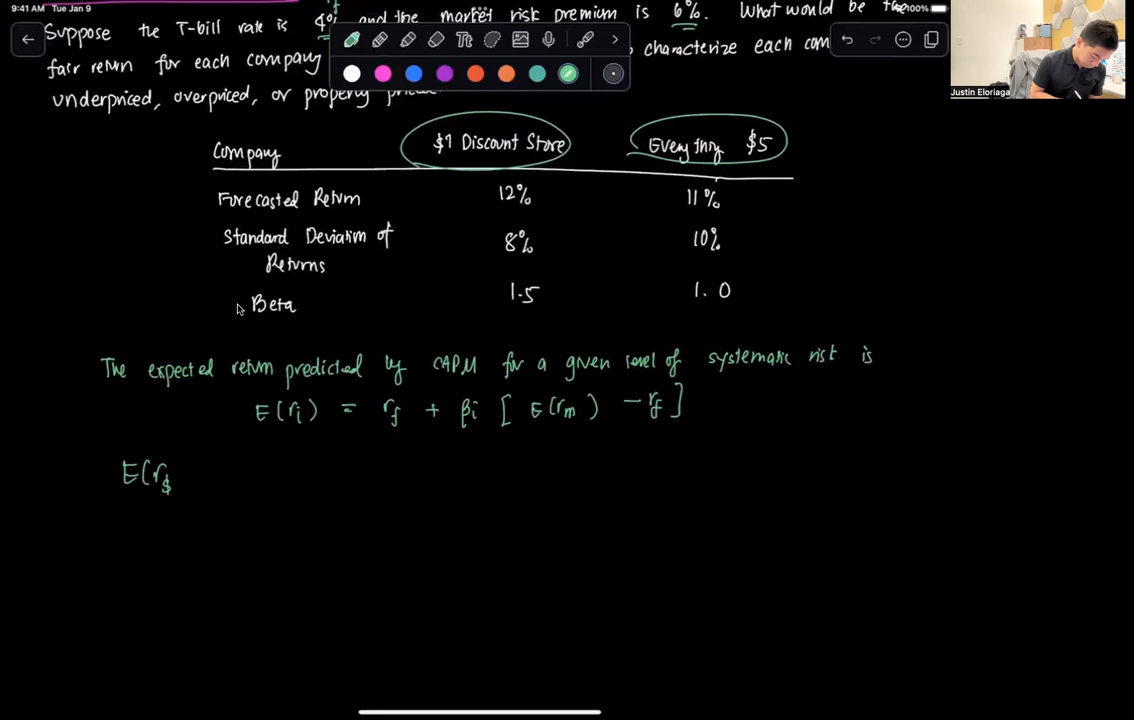 9:41 AM Tue Jan 9 100%
Suppose the T-bill rate is 4% and the market risk premium is 6%. What would be the
fair return for each company characterize each com
underpriced, overpriced, or properly priced
Justin Eloriaga
Company $1 Discount Store Everything $5
Forecasted Return 12% 11%
Standard Deviation of Returns 8% 10%
Beta 1.5 1.0
The expected return predicted by CAPM for a given level of systematic risk is
E(ri) = rf + βi [ E(rm) - rf ]
E(r$